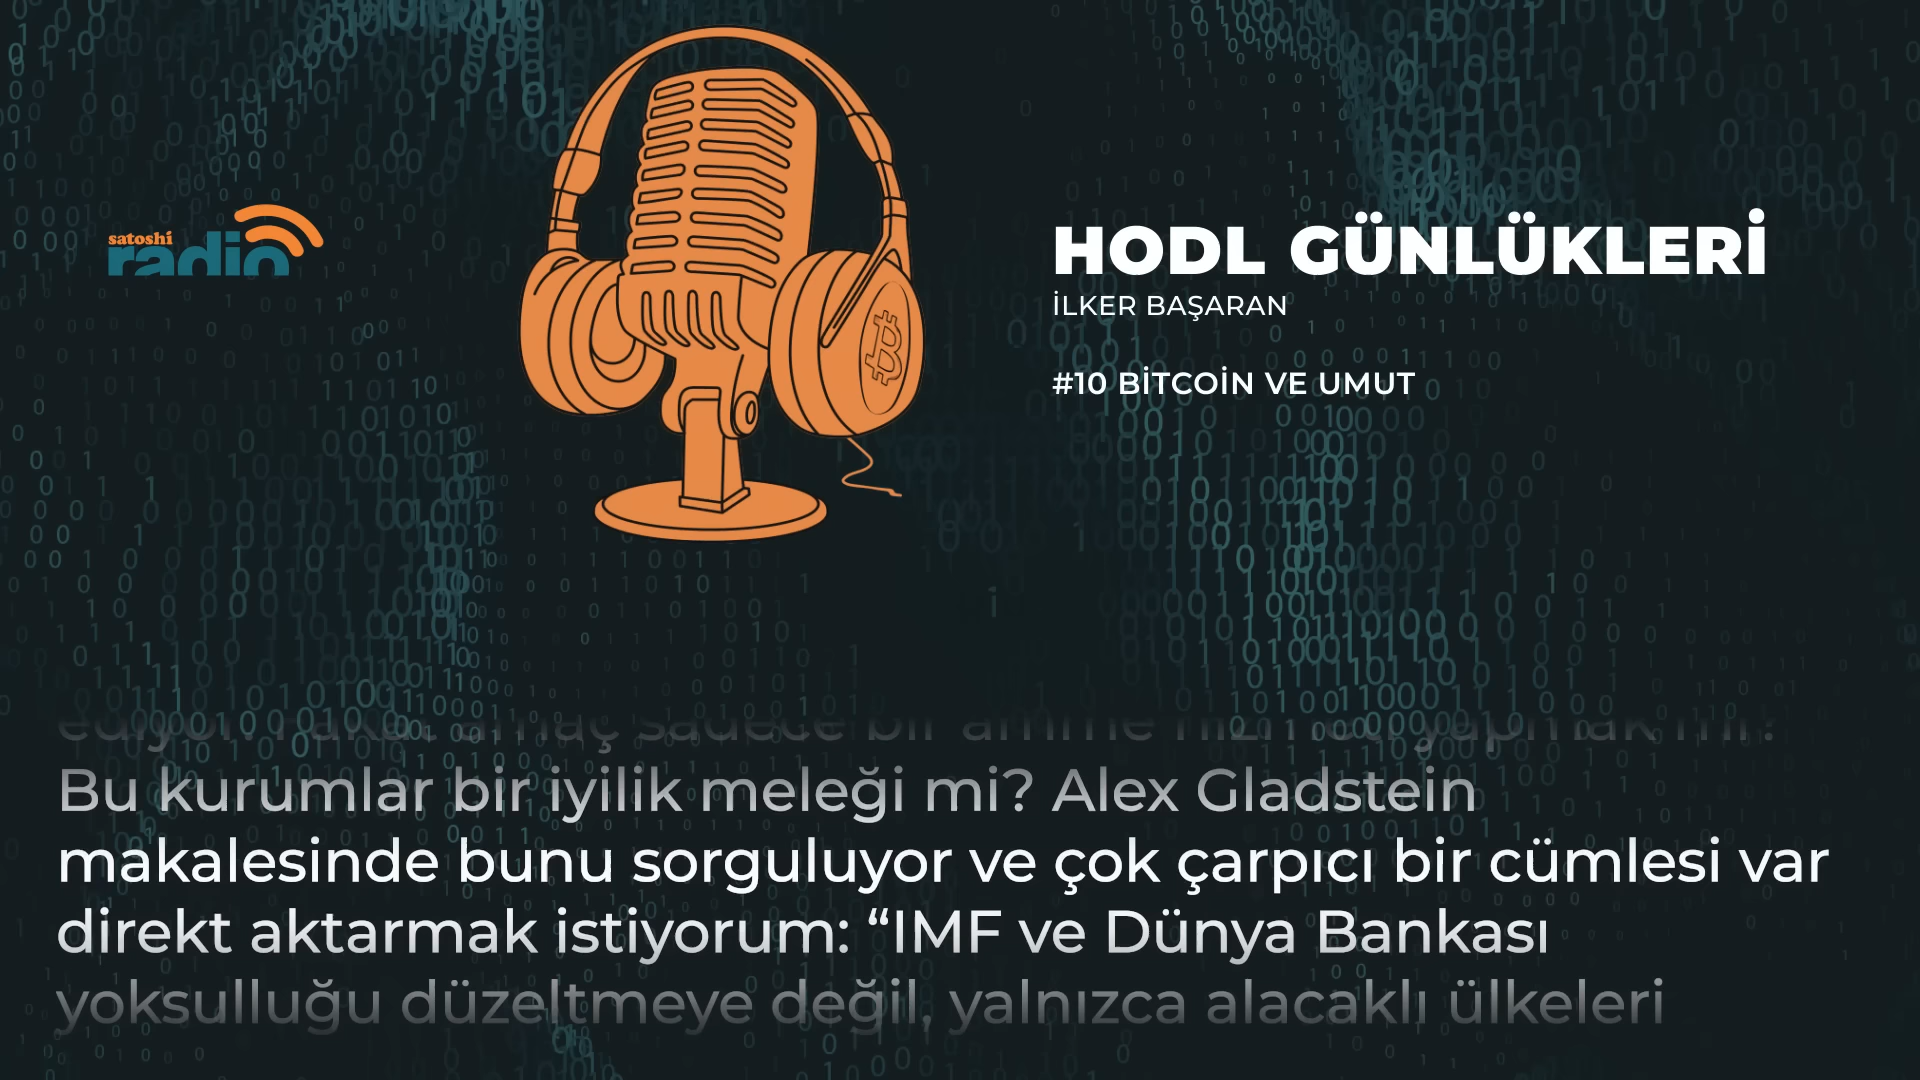 satoshi
radio
HODL GÜNLÜKLERİ
İLKER BAŞARAN
#10 BİTCOİN VE UMUT
sadece bir
Bu kurumlar bir iyilik meleği mi? Alex Gladstein
makalesinde bunu sorguluyor ve çok çarpıcı bir cümlesi var
direkt aktarmak istiyorum: “IMF ve Dünya Bankası
yoksulluğu düzeltmeye değil, yalnızca alacaklı ülkeleri